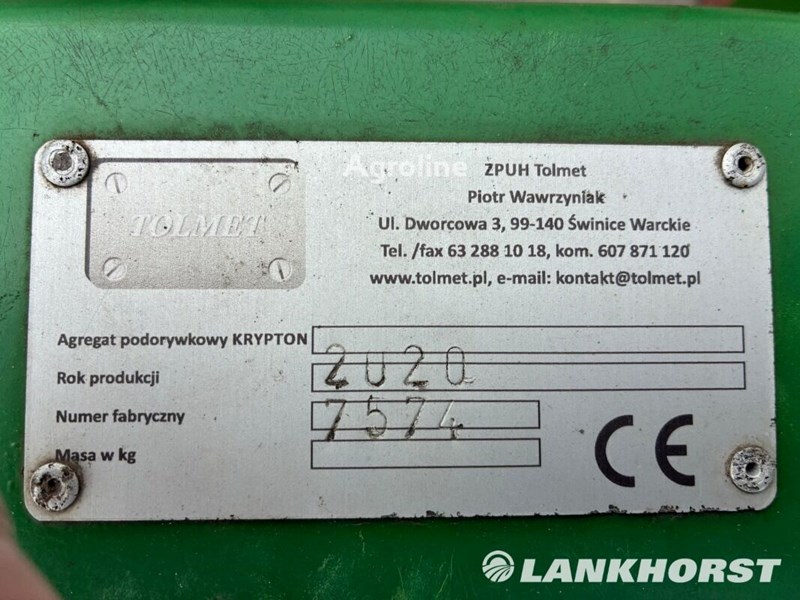 Agroline
TOLMET
ZPUH Tolmet
Piotr Wawrzyniak
Ul. Dworcowa 3, 99-140 Świnice Warckie
Tel. /fax 63 288 10 18, kom. 607 871 120
www.tolmet.pl, e-mail: kontakt@tolmet.pl
Agregat podorywkowy KRYPTON
Rok produkcji 2020
Numer fabryczny 7574
Masa w kg
CE
LANKHORST